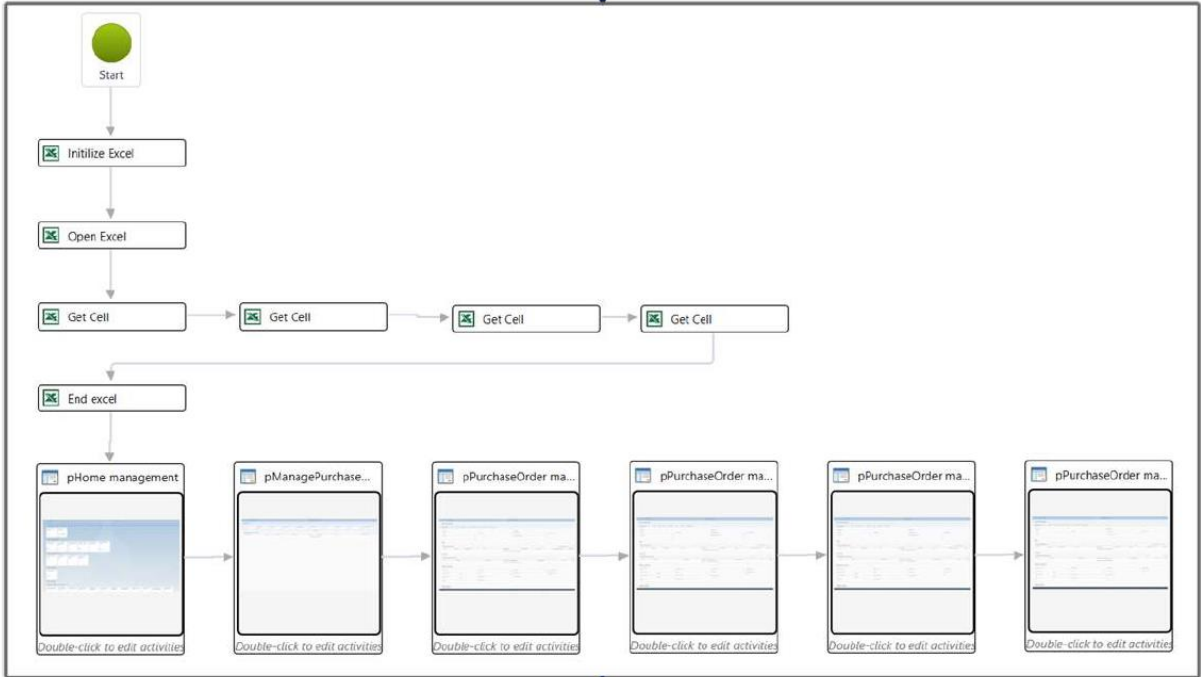 Start
Initilize Excel
Open Excel
Get Cell
Get Cell
Get Cell
Get Cell
End excel
pHome management
pManagePurchase...
pPurchaseOrder ma...
pPurchaseOrder ma...
pPurchaseOrder ma...
pPurchaseOrder ma...
Double-click to edit activities
Double-click to edit activities
Double-click to edit activities
Double-click to edit activities
Double-click to edit activities
Double-click to edit activities